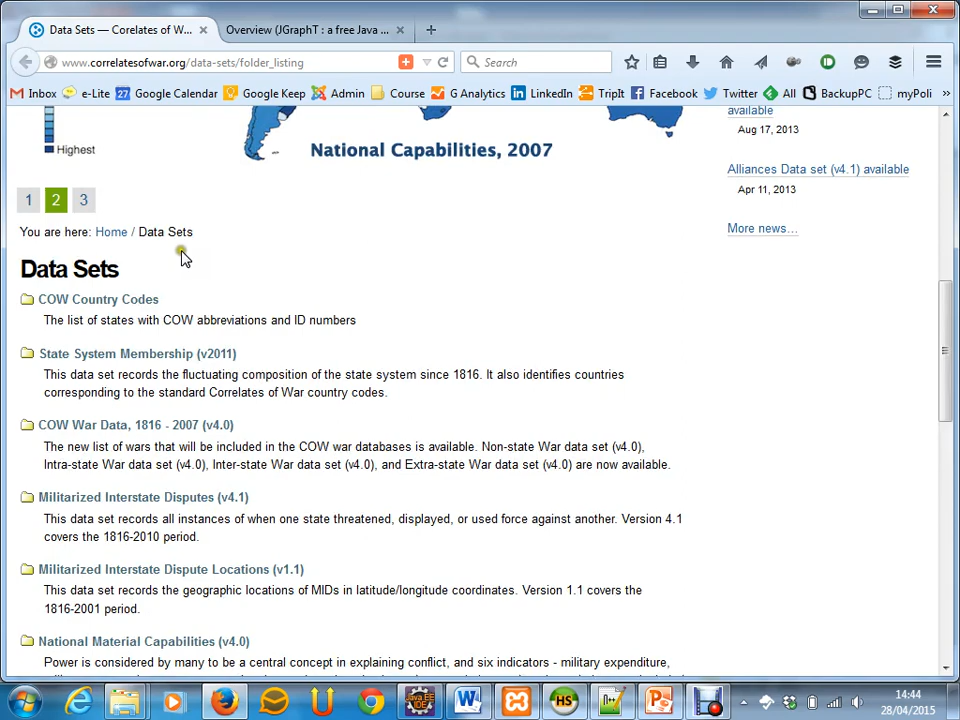 Data Sets — Corelates of W...
Overview (JGraphT : a free Java ...
www.correlatesofwar.org/data-sets/folder_listing
Search
Inbox
e-Lite
27
Google Calendar
Google Keep
Admin
Course
G Analytics
LinkedIn
TripIt
Facebook
Twitter
All
BackupPC
myPoli
Highest
National Capabilities, 2007
available
Aug 17, 2013
Alliances Data set (v4.1) available
Apr 11, 2013
More news...
1 2 3
You are here: Home / Data Sets
Data Sets
COW Country Codes
The list of states with COW abbreviations and ID numbers
State System Membership (v2011)
This data set records the fluctuating composition of the state system since 1816. It also identifies countries
corresponding to the standard Correlates of War country codes.
COW War Data, 1816 - 2007 (v4.0)
The new list of wars that will be included in the COW war databases is available. Non-state War data set (v4.0),
Intra-state War data set (v4.0), Inter-state War data set (v4.0), and Extra-state War data set (v4.0) are now available.
Militarized Interstate Disputes (v4.1)
This data set records all instances of when one state threatened, displayed, or used force against another. Version 4.1
covers the 1816-2010 period.
Militarized Interstate Dispute Locations (v1.1)
This data set records the geographic locations of MIDs in latitude/longitude coordinates. Version 1.1 covers the
1816-2001 period.
National Material Capabilities (v4.0)
Power is considered by many to be a central concept in explaining conflict, and six indicators - military expenditure,
Java EE
IDE
HS
14:44
28/04/2015